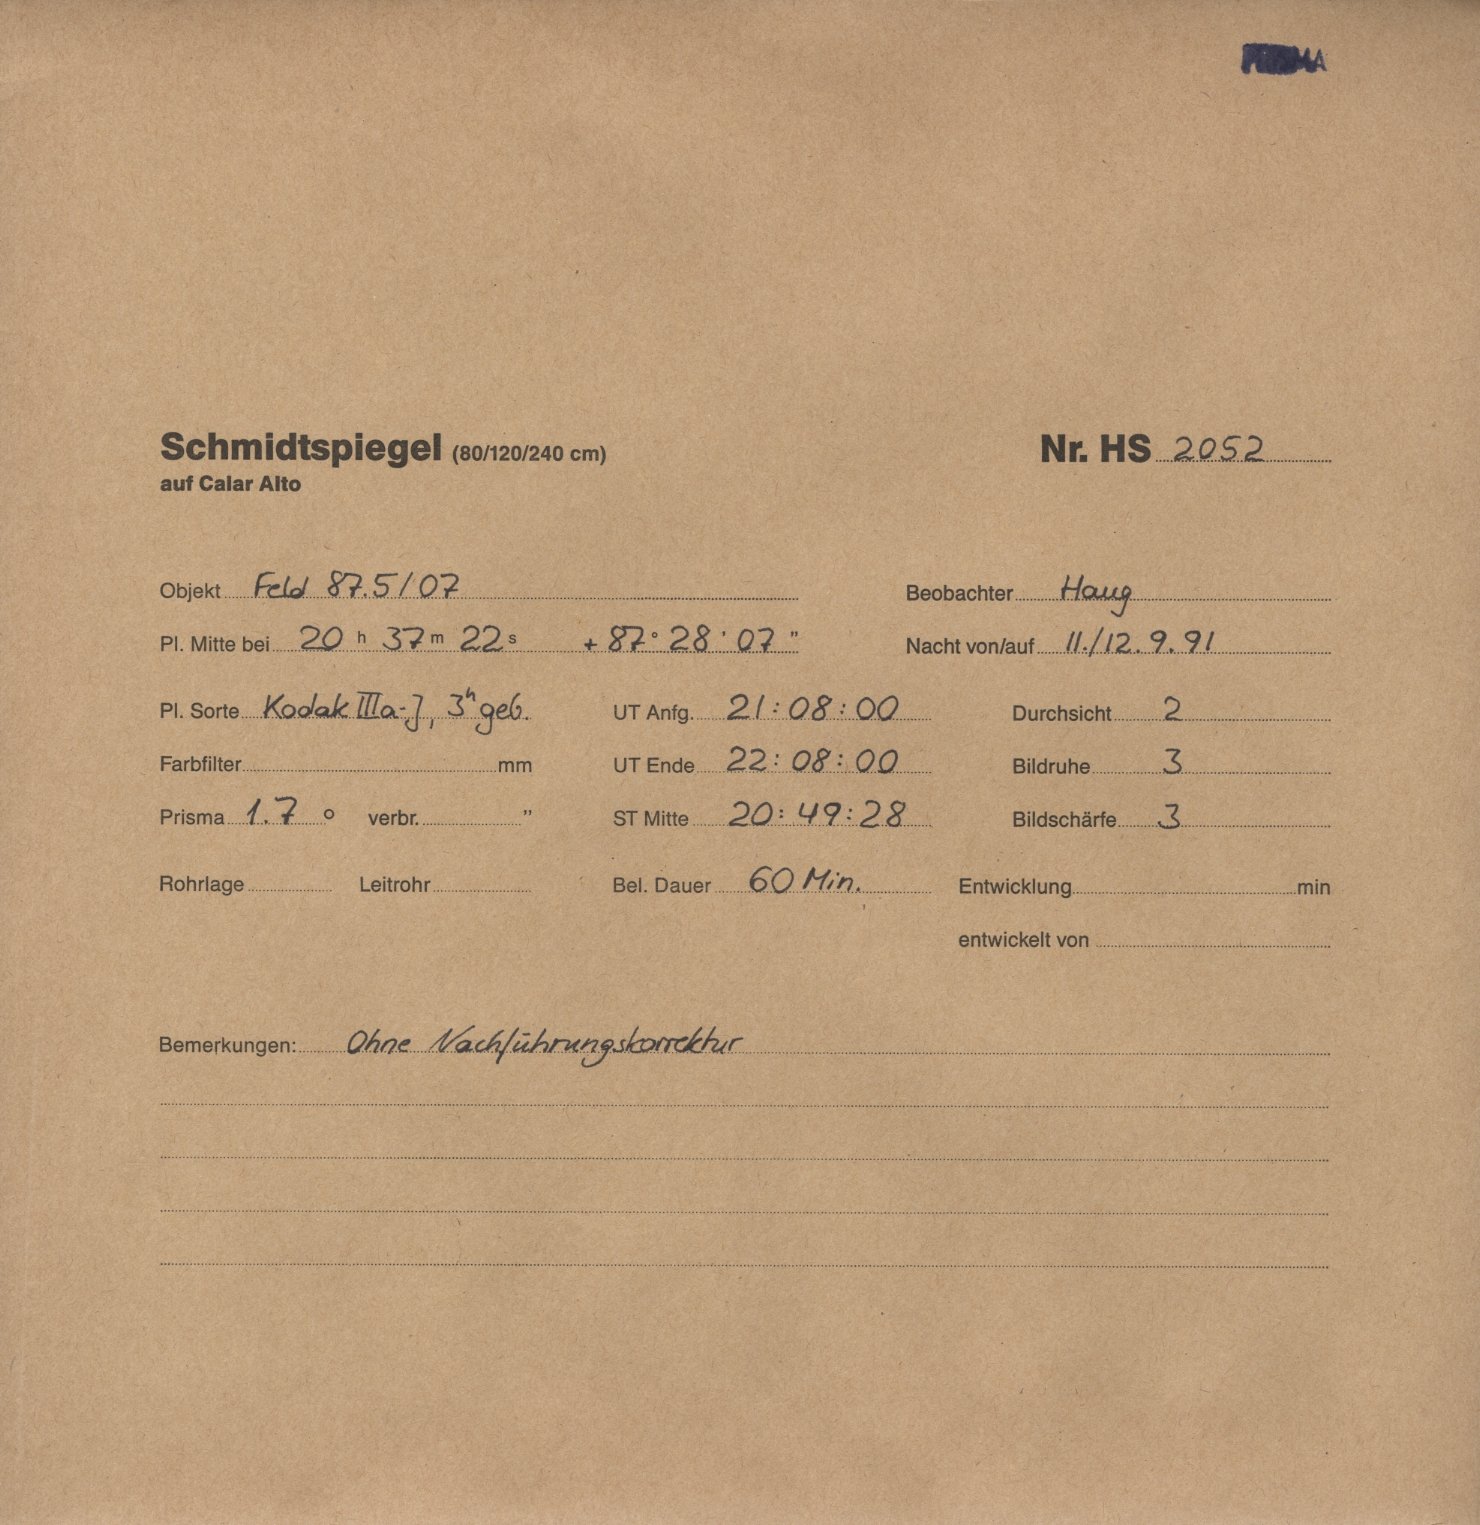 PRISMA
Schmidtspiegel (80/120/240 cm) Nr. HS 2052
auf Calar Alto
Objekt Feld 87.5/07 Beobachter Haug
Pl. Mitte bei 20 h 37 m 22 s + 87° 28' 07" Nacht von/auf 11./12. 9. 91
Pl. Sorte Kodak IIIa-J, 3h geb. UT Anfg. 21:08:00 Durchsicht 2
Farbfilter mm UT Ende 22:08:00 Bildruhe 3
Prisma 1.7 ° verbr. " ST Mitte 20:49:28 Bildschärfe 3
Rohrlage Leitrohr Bel. Dauer 60 Min. Entwicklung min
entwickelt von
Bemerkungen: Ohne Nachführungskorrektur